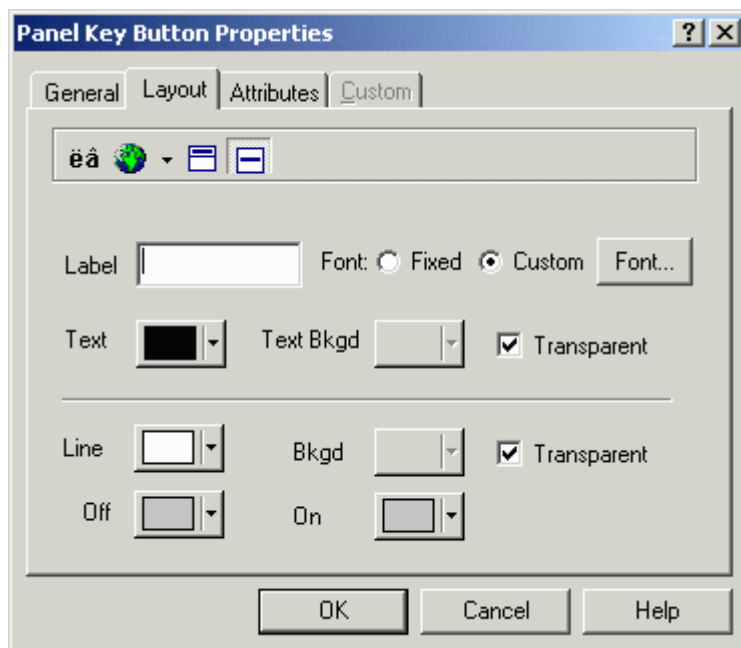 Panel Key Button Properties
General Layout Attributes Custom
ëâ
Label Font: Fixed Custom Font...
Text Text Bkgd Transparent
Line Bkgd Transparent
Off On
OK Cancel Help